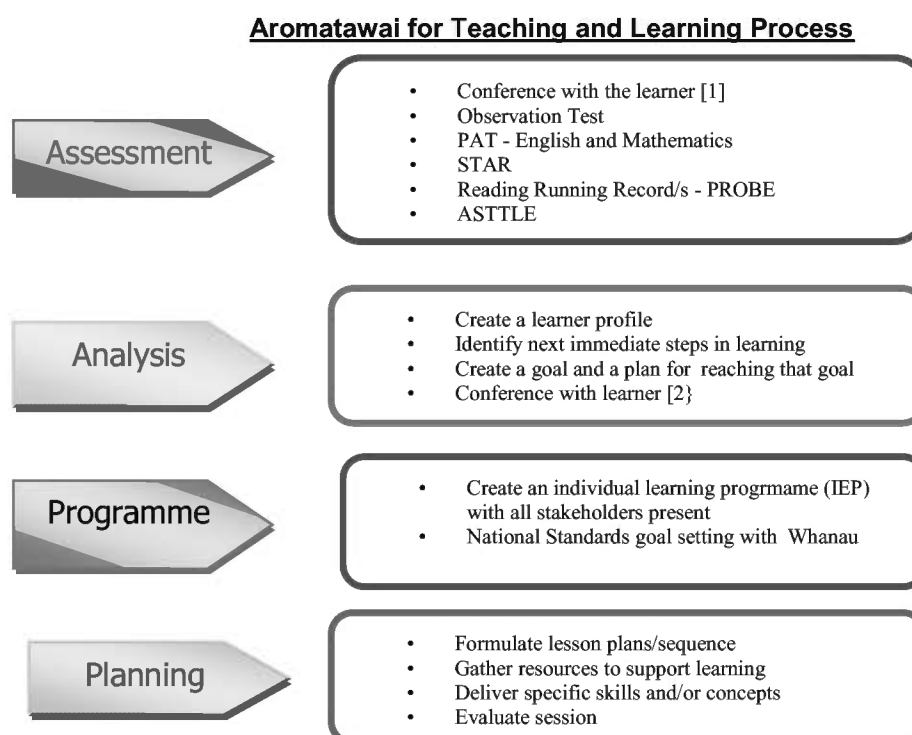 Aromatawai for Teaching and Learning Process
Assessment
• Conference with the learner [1]
• Observation Test
• PAT - English and Mathematics
• STAR
• Reading Running Record/s - PROBE
• ASTTLE
Analysis
• Create a learner profile
• Identify next immediate steps in learning
• Create a goal and a plan for reaching that goal
• Conference with learner [2}
Programme
• Create an individual learning progrmame (IEP)
with all stakeholders present
• National Standards goal setting with Whanau
Planning
• Formulate lesson plans/sequence
• Gather resources to support learning
• Deliver specific skills and/or concepts
• Evaluate session